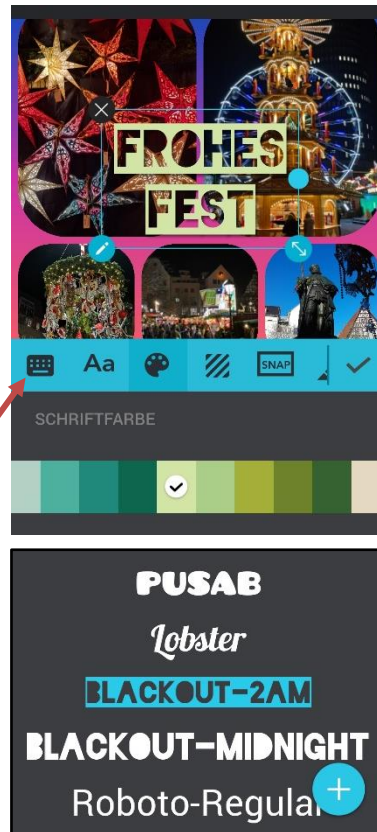 FROHES
FEST
Aa
SNAP
SCHRIFTFARBE
PUSAB
Lobster
BLACKOUT-2AM
BLACKOUT-MIDNIGHT
Roboto-Regular